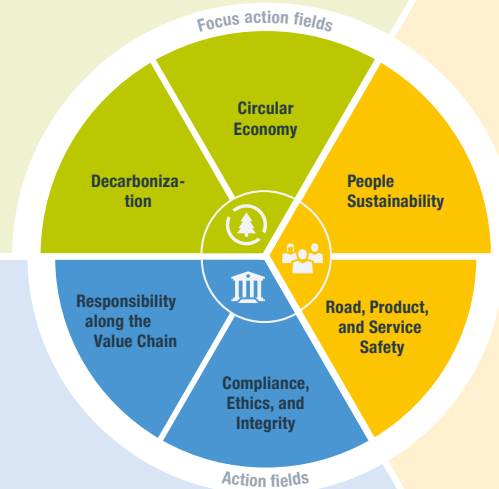 Focus action fields
Circular
Economy
Decarboniza-
tion
People
Sustainability
Responsibility
along the
Value Chain
Road, Product,
and Service
Safety
Compliance,
Ethics, and
Integrity
Action fields